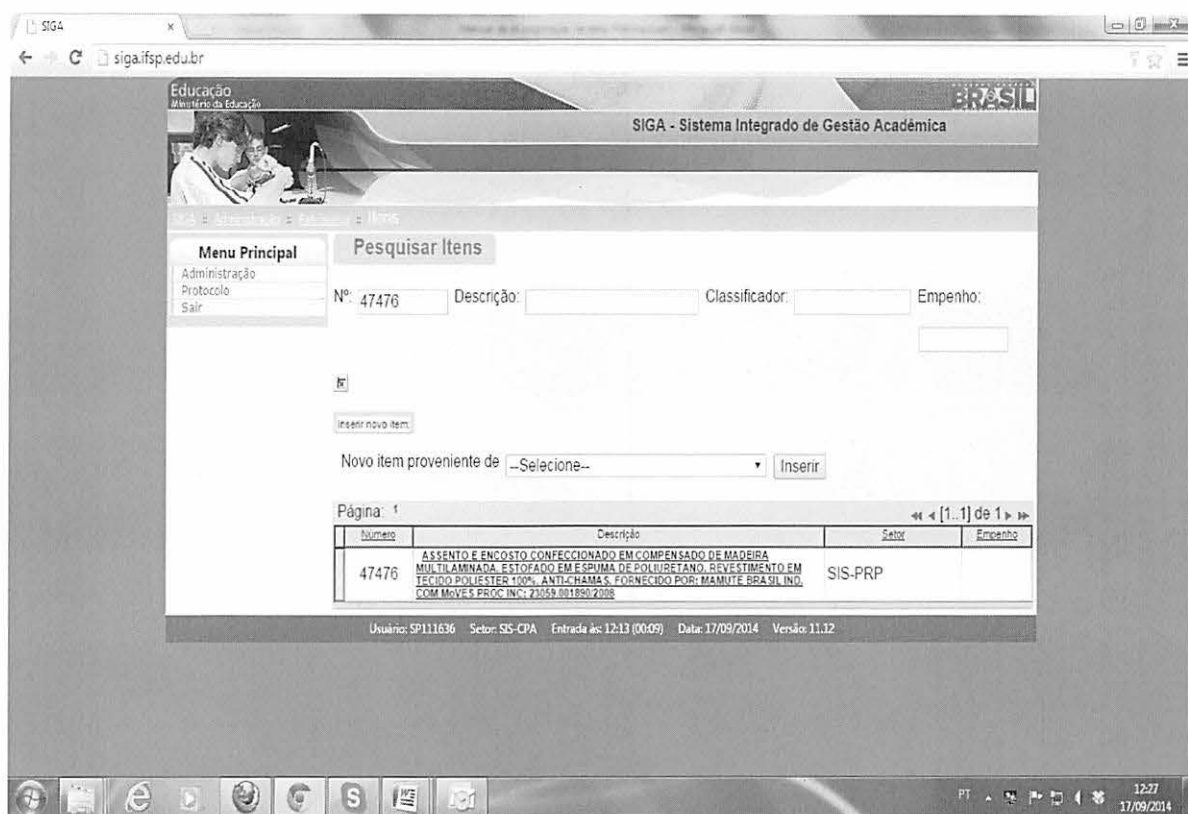 SIGA
siga.ifsp.edu.br
Educação
Ministério da Educação
BRASIL
SIGA - Sistema Integrado de Gestão Acadêmica
SIGA :: Administração :: :: Itens
Menu Principal
Administração
Protocolo
Sair
Pesquisar Itens
Nº: 47476 Descrição: Classificador: Empenho:
inserir novo item
Novo item proveniente de --Selecione-- Inserir
Página: 1 [1..1] de 1
Número Descrição Setor Empenho
47476
ASSENTO E ENCOSTO CONFECCIONADO EM COMPENSADO DE MADEIRA
MULTILAMINADA, ESTOFADO EM ESPUMA DE POLIURETANO, REVESTIMENTO EM
TECIDO POLIESTER 100%, ANTI-CHAMAS, FORNECIDO POR: MAMUTE BRASIL IND.
COM MoVES PROC INC: 23059.001890/2008
SIS-PRP
Usuário: SP111636 Setor: SIS-CPA Entrada às: 12:13 (00:09) Data: 17/09/2014 Versão: 11.12
PT 12:27
17/09/2014